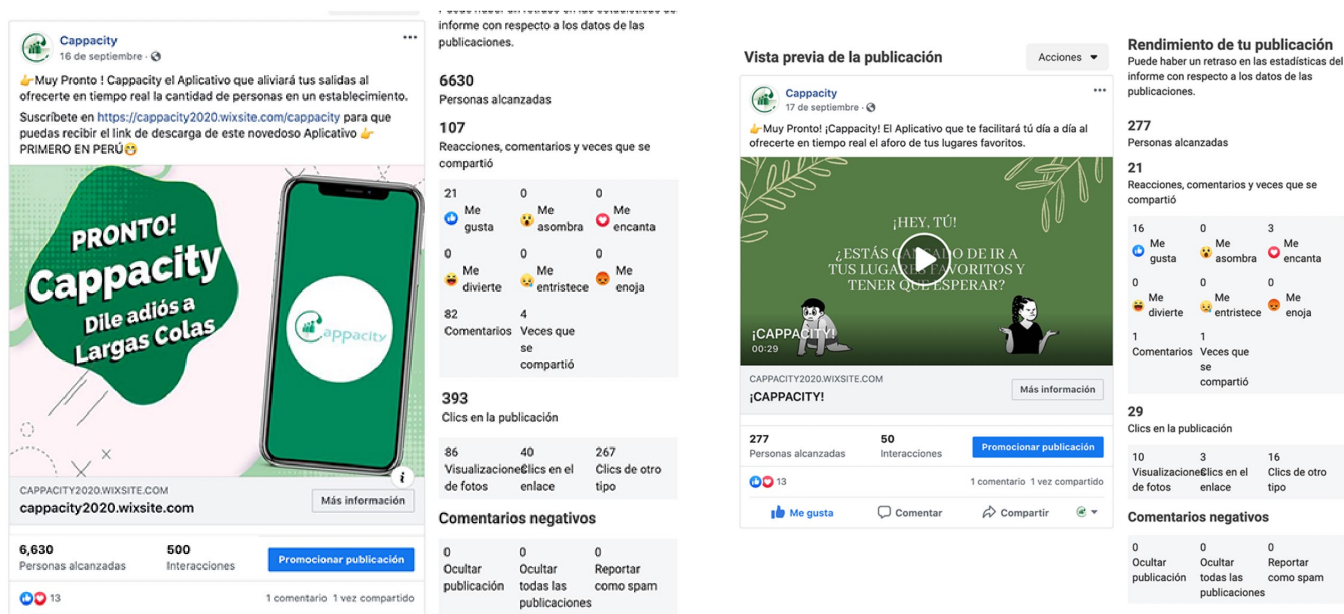 Cappacity
16 de septiembre ·
Muy Pronto ! Cappacity el Aplicativo que aliviará tus salidas al
ofrecerte en tiempo real la cantidad de personas en un establecimiento.
Suscríbete en https://cappacity2020.wixsite.com/cappacity para que
puedas recibir el link de descarga de este novedoso Aplicativo
PRIMERO EN PERÚ
PRONTO!
Cappacity
Dile adiós a
Largas Colas
Cappacity
CAPPACITY2020.WIXSITE.COM
cappacity2020.wixsite.com
Más información
6,630
Personas alcanzadas
500
Interacciones
Promocionar publicación
13
1 comentario 1 vez compartido
informe con respecto a los datos de las
publicaciones.
6630
Personas alcanzadas
107
Reacciones, comentarios y veces que se
compartió
21
Me
gusta
0
Me
asombra
0
Me
encanta
0
Me
divierte
0
Me
entristece
0
Me
enoja
82
Comentarios
4
Veces que
se
compartió
393
Clics en la publicación
86
Visualizaciones
de fotos
40
Clics en el
enlace
267
Clics de otro
tipo
Comentarios negativos
0
Ocultar
publicación
0
Ocultar
todas las
publicaciones
0
Reportar
como spam
Vista previa de la publicación
Acciones
Cappacity
17 de septiembre ·
Muy Pronto! ¡Cappacity! El Aplicativo que te facilitará tú día a día al
ofrecerte en tiempo real el aforo de tus lugares favoritos.
¡HEY, TÚ!
¿ESTÁS CANSADO DE IR A
TUS LUGARES FAVORITOS Y
TENER QUE ESPERAR?
¡CAPPACITY!
00:29
CAPPACITY2020.WIXSITE.COM
¡CAPPACITY!
Más información
277
Personas alcanzadas
50
Interacciones
Promocionar publicación
13
1 comentario 1 vez compartido
Me gusta
Comentar
Compartir
Rendimiento de tu publicación
Puede haber un retraso en las estadísticas del
informe con respecto a los datos de las
publicaciones.
277
Personas alcanzadas
21
Reacciones, comentarios y veces que se
compartió
16
Me
gusta
0
Me
asombra
3
Me
encanta
0
Me
divierte
0
Me
entristece
0
Me
enoja
1
Comentarios
1
Veces que
se
compartió
29
Clics en la publicación
10
Visualizaciones
de fotos
3
Clics en el
enlace
16
Clics de otro
tipo
Comentarios negativos
0
Ocultar
publicación
0
Ocultar
todas las
publicaciones
0
Reportar
como spam